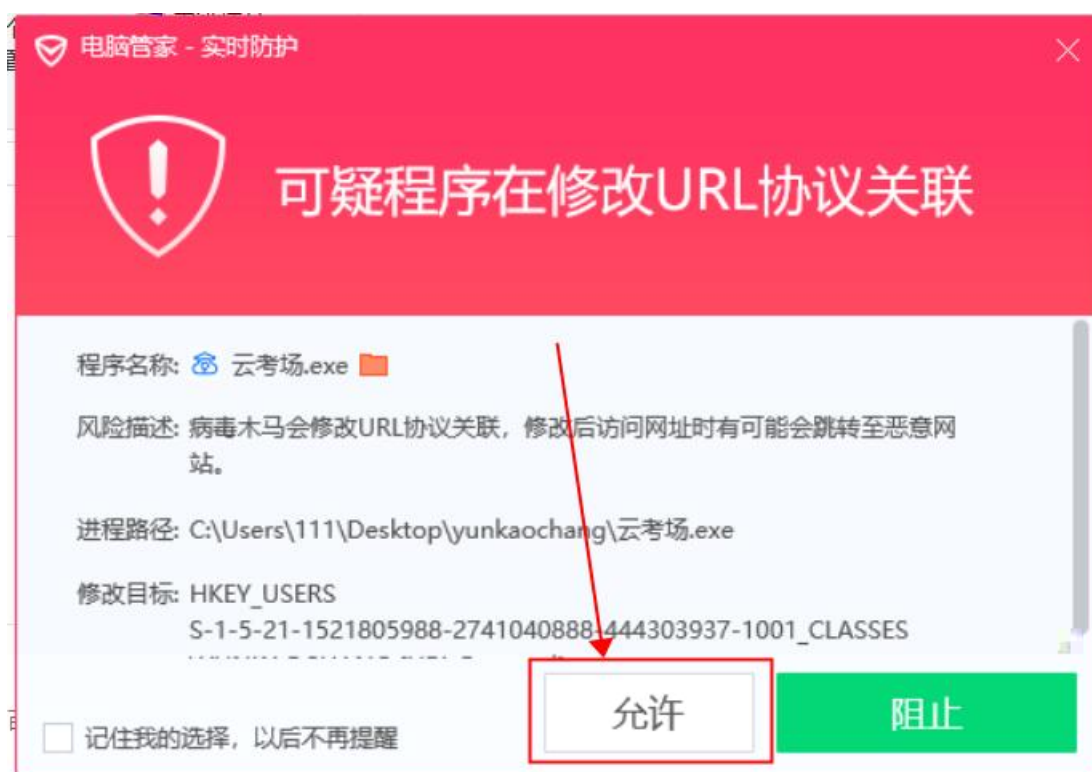 电脑管家 - 实时防护
可疑程序在修改URL协议关联
程序名称: 云考场.exe
风险描述: 病毒木马会修改URL协议关联，修改后访问网址时有可能会跳转至恶意网
站。
进程路径: C:\Users\111\Desktop\yunkaochang\云考场.exe
修改目标: HKEY_USERS
S-1-5-21-1521805988-2741040888-444303937-1001_CLASSES
记住我的选择，以后不再提醒
允许
阻止